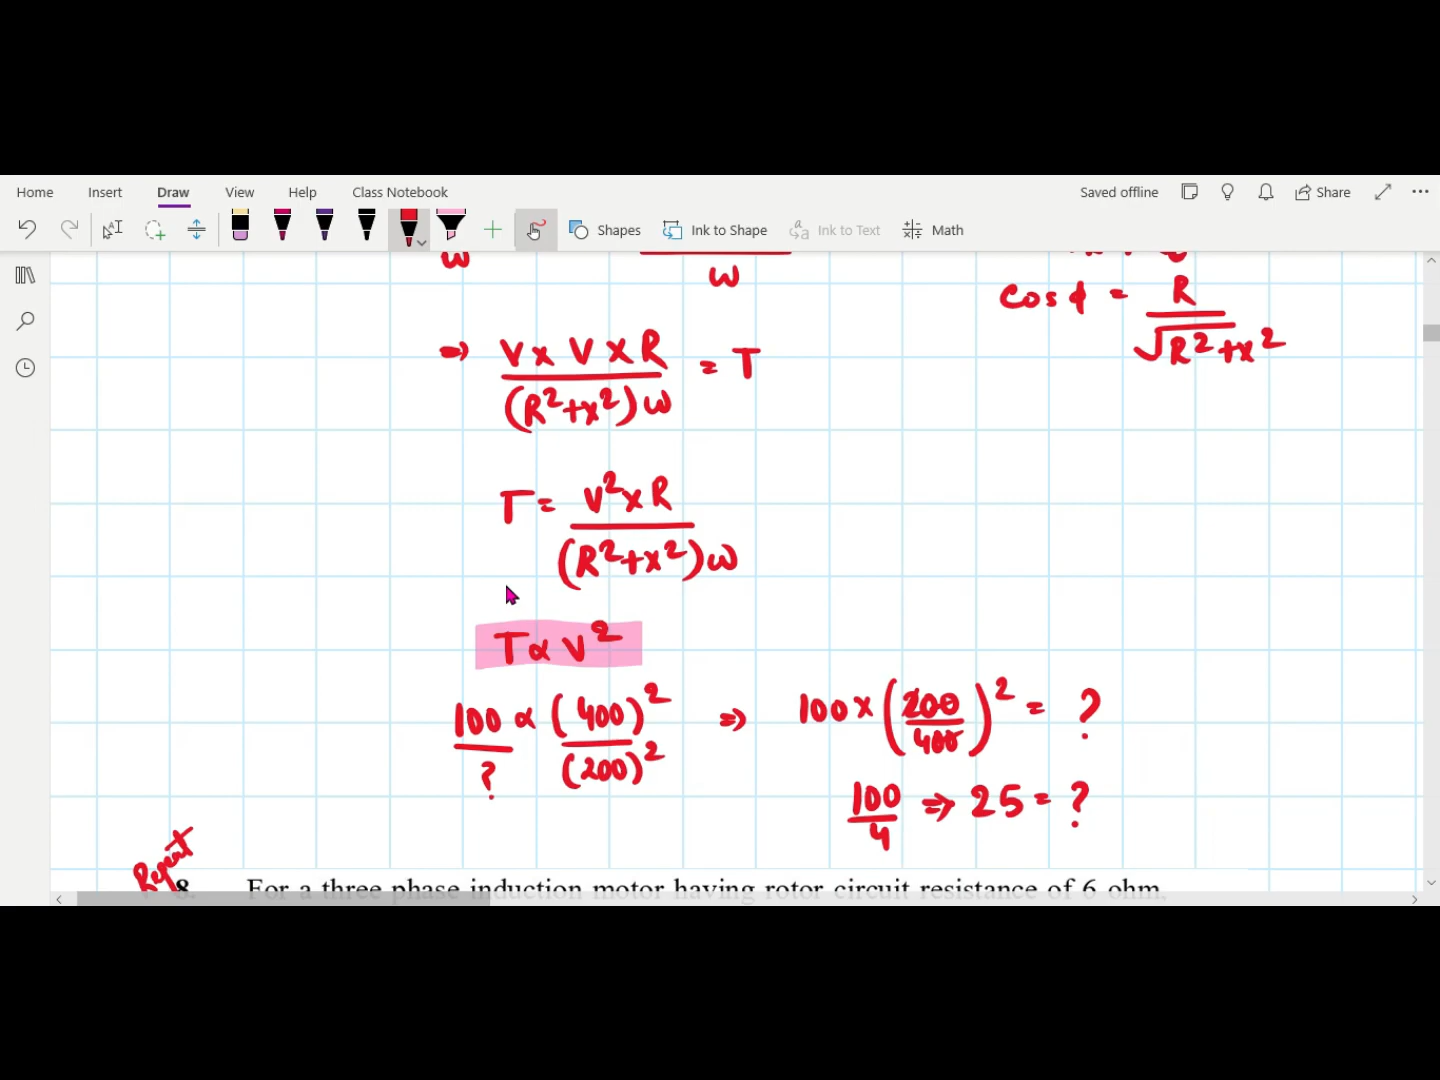 Home Insert Draw View Help Class Notebook Saved offline Share
Shapes Ink to Shape Ink to Text Math
ω
ω
cos ϕ = R / √R²+x²
⇒ V x V x R / (R²+x²) ω = T
T = V² x R / (R²+x²) ω
T ∝ V²
100 / ? ∝ (400)² / (200)² ⇒ 100 x (200 / 400)² = ?
100 / 4 ⇒ 25 = ?
Repeat
8. For a three phase induction motor having rotor circuit resistance of 6 ohm,